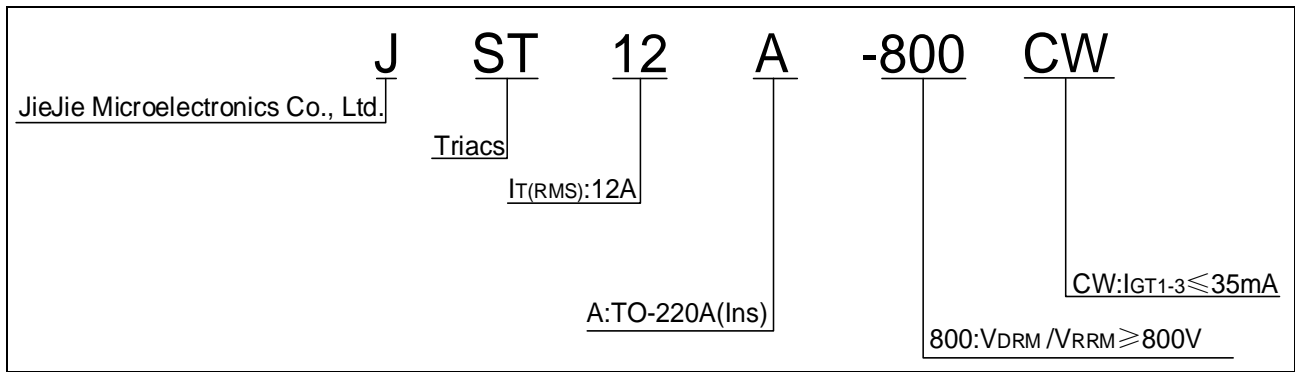 J ST 12 A -800 CW
JieJie Microelectronics Co., Ltd.
Triacs
IT(RMS):12A
CW:IGT1-3≤35mA
A:TO-220A(Ins)
800:VDRM /VRRM≥800V